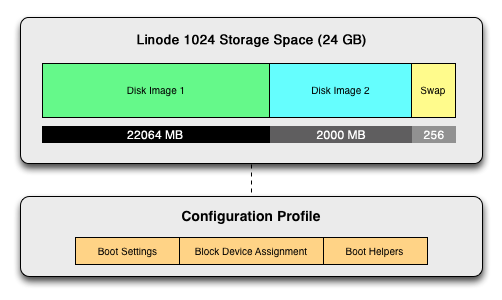 Linode 1024 Storage Space (24 GB)
Disk Image 1 Disk Image 2 Swap
22064 MB 2000 MB 256
Configuration Profile
Boot Settings Block Device Assignment Boot Helpers